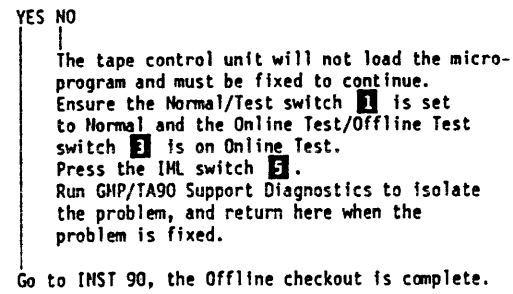 YES NO
The tape control unit will not load the micro-
program and must be fixed to continue.
Ensure the Normal/Test switch 1 is set
to Normal and the Online Test/Offline Test
switch 3 is on Online Test.
Press the IML switch 5 .
Run GHP/TA90 Support Diagnostics to isolate
the problem, and return here when the
problem is fixed.
Go to INST 90, the Offline checkout is complete.